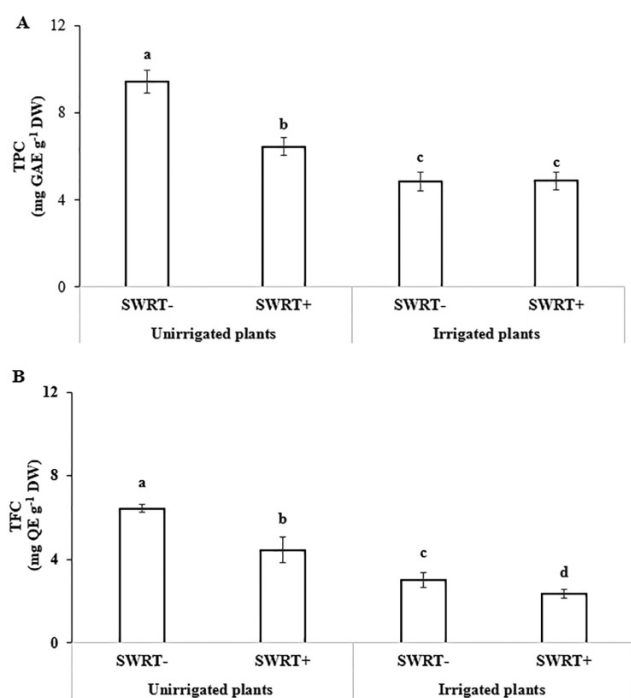 A
12
8
4
0
TPC
(mg GAE g⁻¹ DW)
a
b
c
c
SWRT-
SWRT+
SWRT-
SWRT+
Unirrigated plants
Irrigated plants
B
12
8
4
0
TFC
(mg QE g⁻¹ DW)
a
b
c
d
SWRT-
SWRT+
SWRT-
SWRT+
Unirrigated plants
Irrigated plants